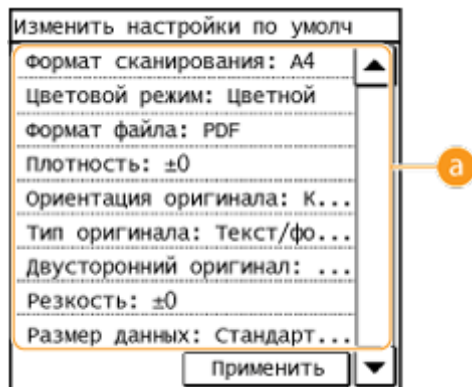 Изменить настройки по умолч
Формат сканирования: A4
Цветовой режим: Цветной
Формат файла: PDF
Плотность: ±0
Ориентация оригинала: К...
Тип оригинала: Текст/фо...
Двусторонний оригинал: ...
Резкость: ±0
Размер данных: Стандарт...
Применить
a